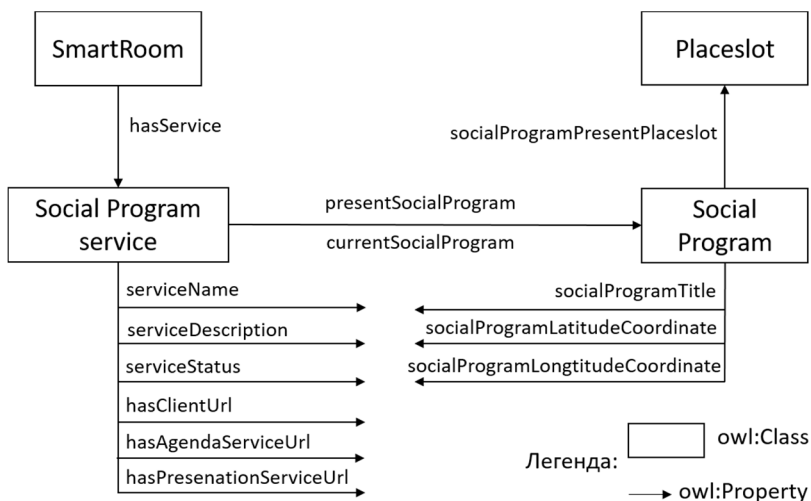 SmartRoom
Placeslot
hasService
socialProgramPresentPlaceslot
Social Program
service
presentSocialProgram
currentSocialProgram
Social
Program
serviceName
socialProgramTitle
serviceDescription
socialProgramLatitudeCoordinate
serviceStatus
socialProgramLongtitudeCoordinate
hasClientUrl
hasAgendaServiceUrl
hasPresenationServiceUrl
Легенда:
owl:Class
owl:Property